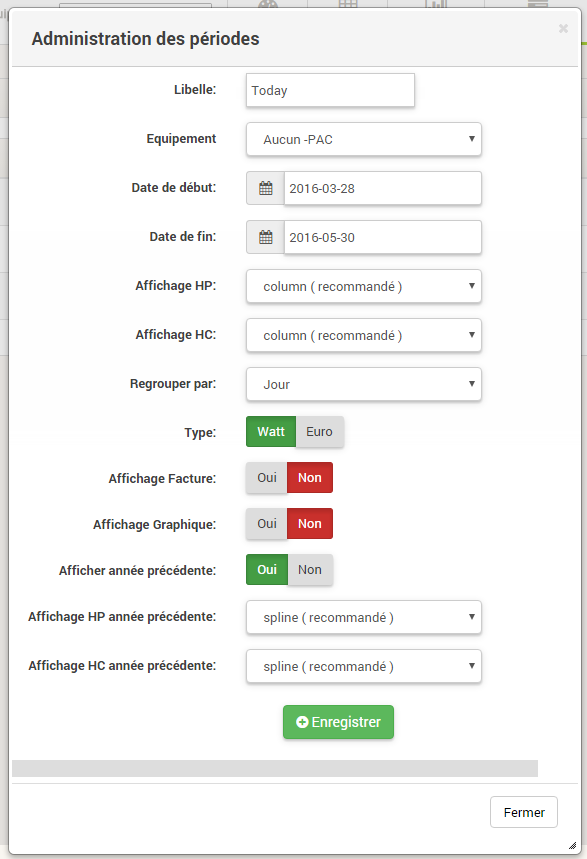 Administration des périodes
Libelle: Today
Equipement Aucun -PAC
Date de début: 2016-03-28
Date de fin: 2016-05-30
Affichage HP: column ( recommandé )
Affichage HC: column ( recommandé )
Regrouper par: Jour
Type: Watt Euro
Affichage Facture: Oui Non
Affichage Graphique: Oui Non
Afficher année précédente: Oui Non
Affichage HP année précédente: spline ( recommandé )
Affichage HC année précédente: spline ( recommandé )
Enregistrer
Fermer